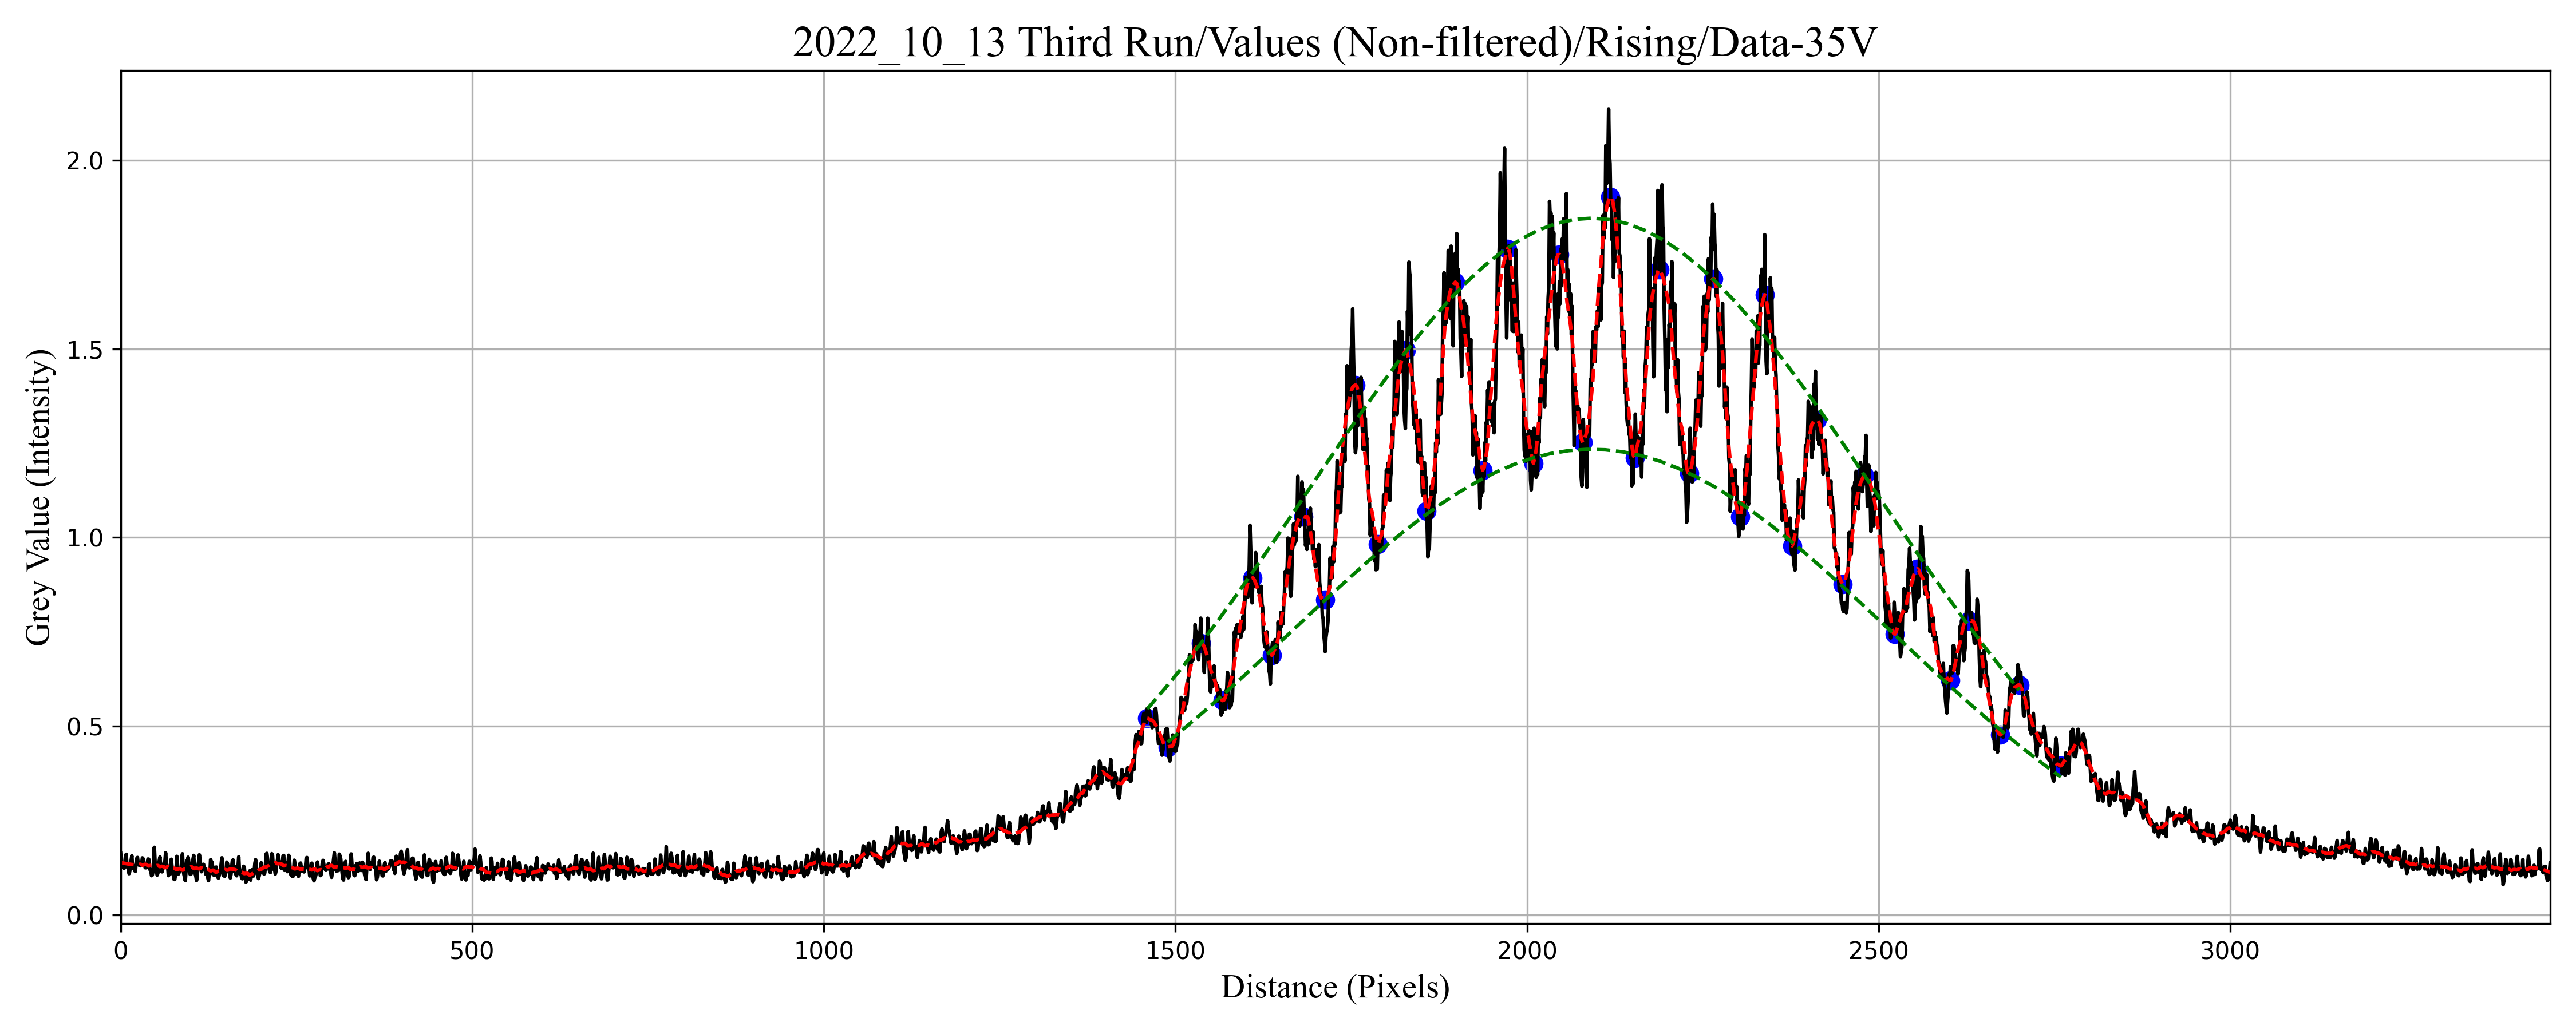 2022_10_13 Third Run/Values (Non-filtered)/Rising/Data-35V
Grey Value (Intensity)
2.0
1.5
1.0
0.5
0.0
0 500 1000 1500 2000 2500 3000
Distance (Pixels)